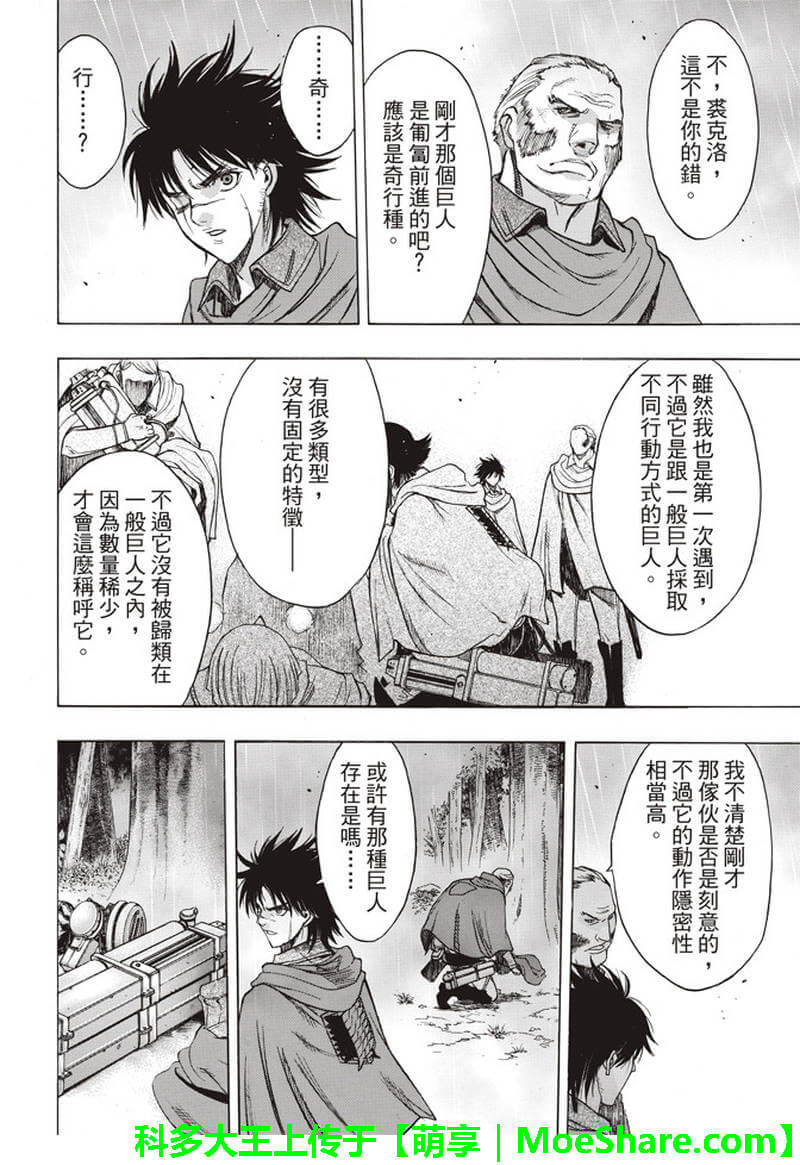 不，裘克洛，
這不是你的錯。
剛才那個巨人
是匍匐前進的吧？
應該是奇行種。
……奇……
行……？
雖然我也是第一次遇到，
不過它是跟一般巨人採取
不同行動方式的巨人。
有很多類型，
沒有固定的特徵——
不過它沒有被歸類在
一般巨人之內，
因為數量稀少，
才會這麼稱呼它。
我不清楚剛才
那傢伙是否是刻意的，
不過它的動作隱密性
相當高。
或許有那種巨人
存在是嗎……
科多大王上传于【萌享|MoeShare.com】